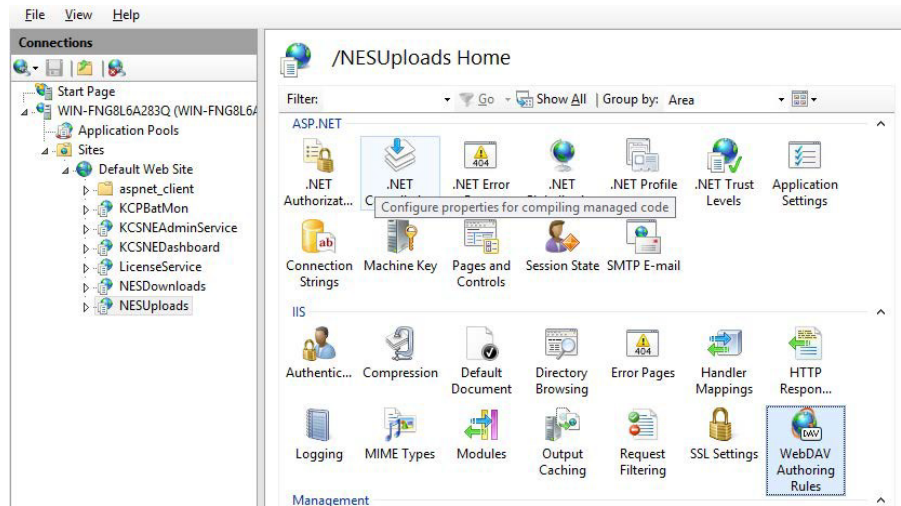 File View Help
Connections
Start Page
WIN-FNG8L6A283Q (WIN-FNG8L6A
Application Pools
Sites
Default Web Site
aspnet_client
KCPBatMon
KCSNEAdminService
KCSNEDashboard
LicenseService
NESDownloads
NESUploads
/NESUploads Home
Filter: Go Show All Group by: Area
ASP.NET
404
.NET .NET .NET Error .NET .NET Profile .NET Trust Application
Authorizat... Levels Settings
Configure properties for compiling managed code
ab
Connection Machine Key Pages and Session State SMTP E-mail
Strings Controls
IIS
404
Authentic... Compression Default Directory Error Pages Handler HTTP
Document Browsing Mappings Respon...
DAV
Logging MIME Types Modules Output Request SSL Settings WebDAV
Caching Filtering Authoring
Rules
Management